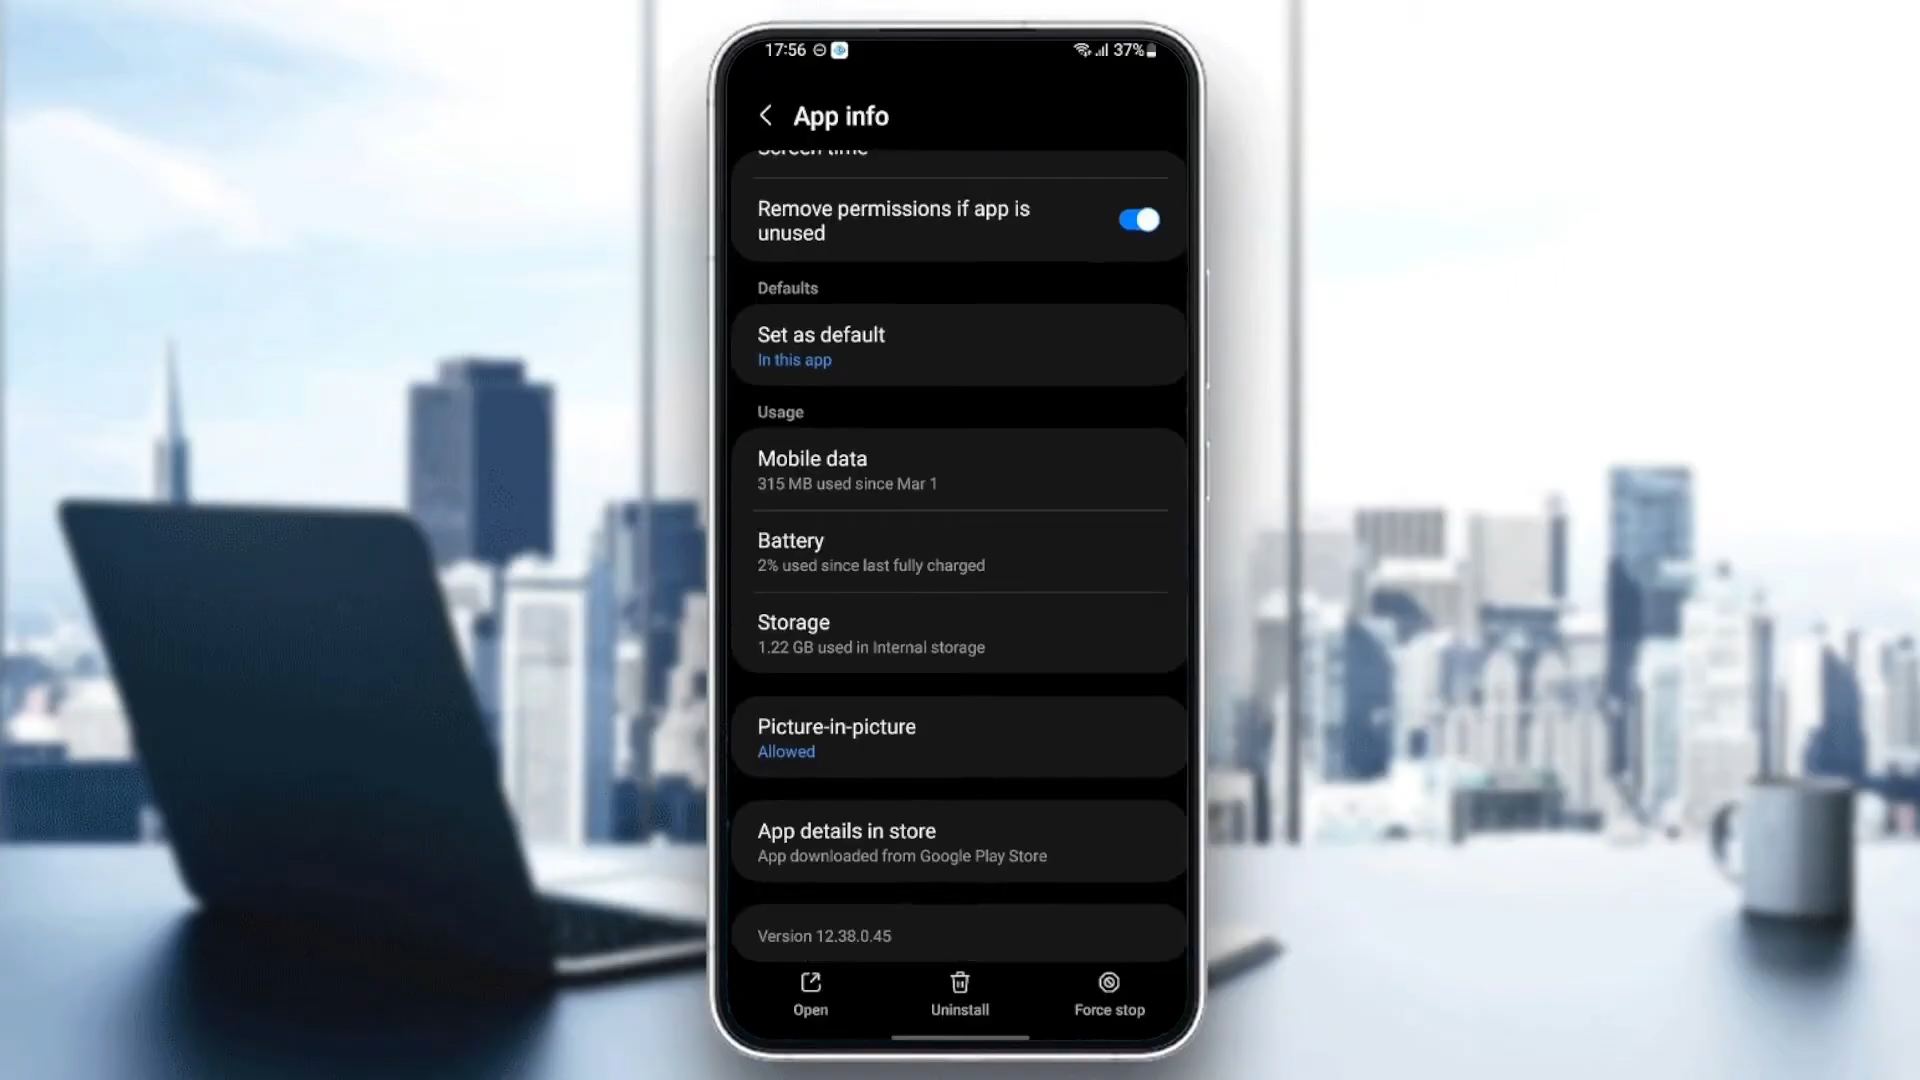 17:56
37%
App info
Screen time
Remove permissions if app is
unused
Defaults
Set as default
In this app
Usage
Mobile data
315 MB used since Mar 1
Battery
2% used since last fully charged
Storage
1.22 GB used in Internal storage
Picture-in-picture
Allowed
App details in store
App downloaded from Google Play Store
Version 12.38.0.45
Open
Uninstall
Force stop